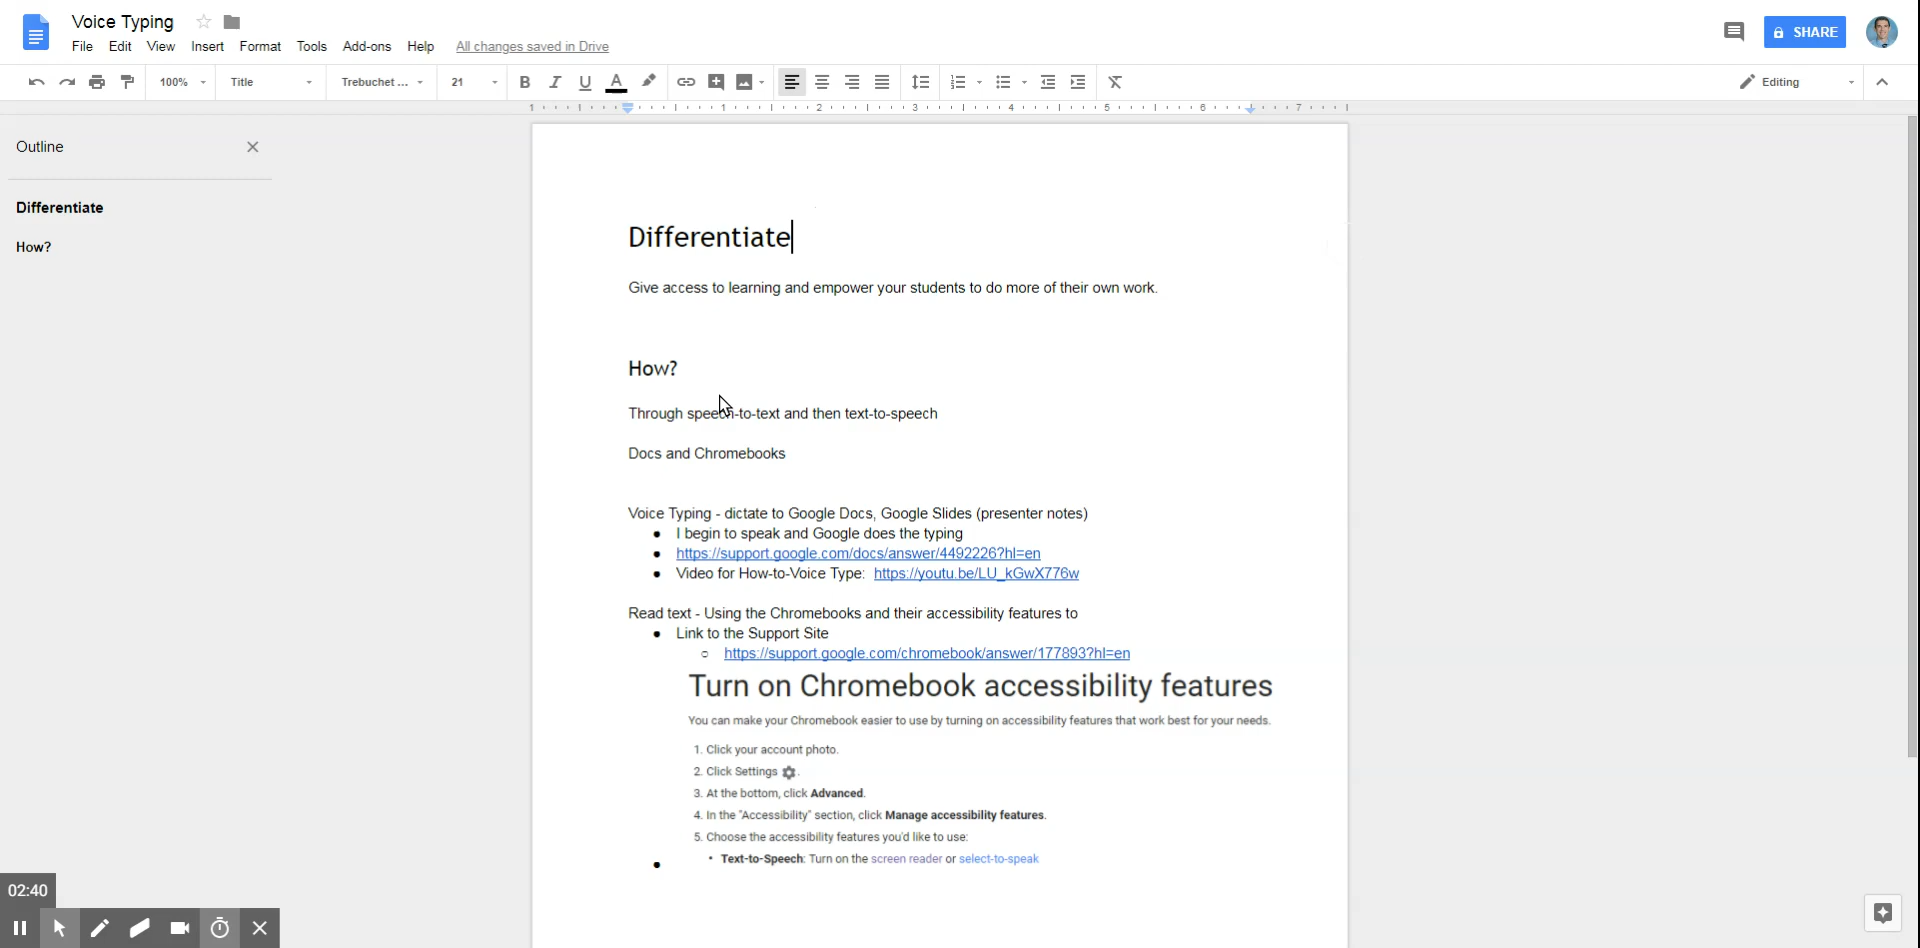 Voice Typing
File Edit View Insert Format Tools Add-ons Help All changes saved in Drive
SHARE
100% Title Trebuchet ... 21 B I U A Editing
1 1 2 3 4 5 6 7
Outline
Differentiate
How?
Differentiate
Give access to learning and empower your students to do more of their own work.
How?
Through speech-to-text and then text-to-speech
Docs and Chromebooks
Voice Typing - dictate to Google Docs, Google Slides (presenter notes)
● I begin to speak and Google does the typing
● https://support.google.com/docs/answer/4492226?hl=en
● Video for How-to-Voice Type: https://youtu.be/LU_kGwX776w
Read text - Using the Chromebooks and their accessibility features to
● Link to the Support Site
○ https://support.google.com/chromebook/answer/177893?hl=en
Turn on Chromebook accessibility features
You can make your Chromebook easier to use by turning on accessibility features that work best for your needs.
1. Click your account photo.
2. Click Settings .
3. At the bottom, click Advanced.
4. In the "Accessibility" section, click Manage accessibility features.
5. Choose the accessibility features you'd like to use:
• Text-to-Speech: Turn on the screen reader or select-to-speak
●
02:40